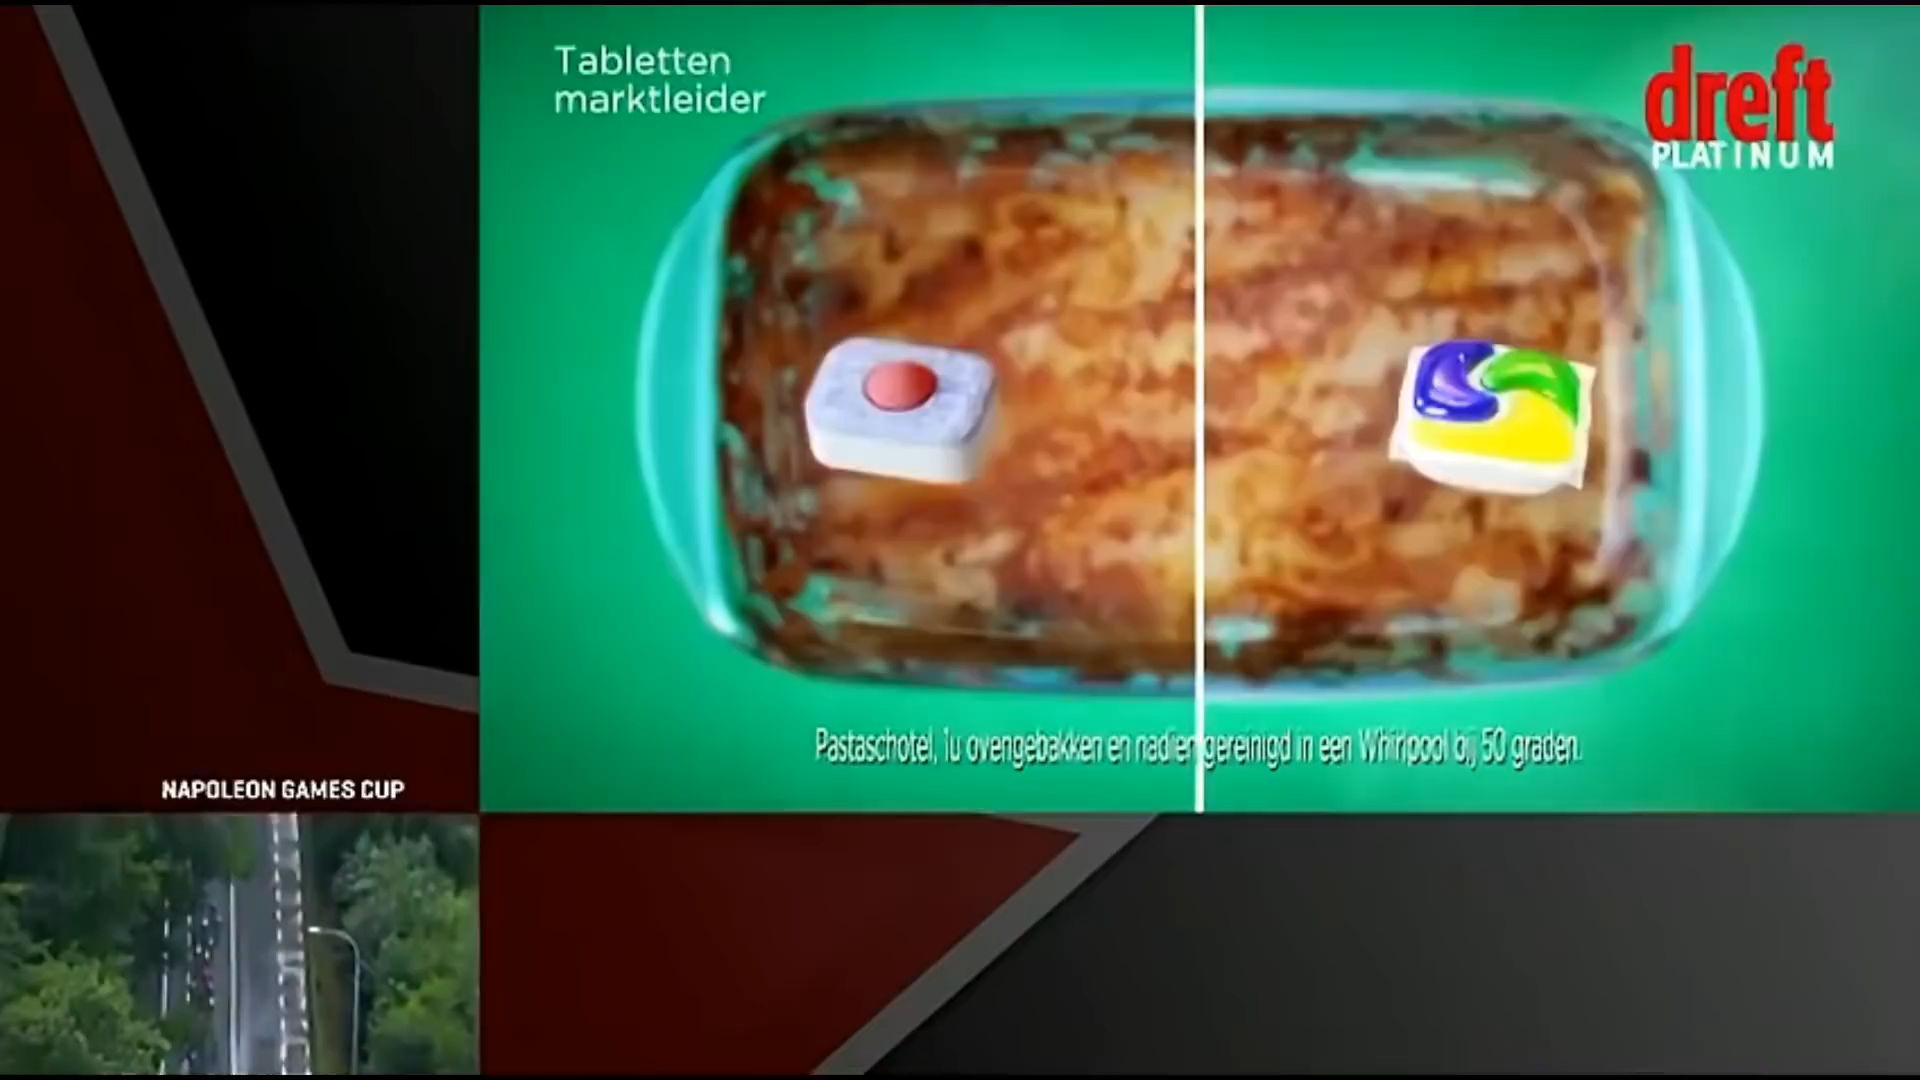 Tabletten
marktleider
dreft
PLATINUM
Pastaschotel, 1u ovengebakken en nadien gereinigd in een Whirlpool bij 50 graden.
NAPOLEON GAMES CUP